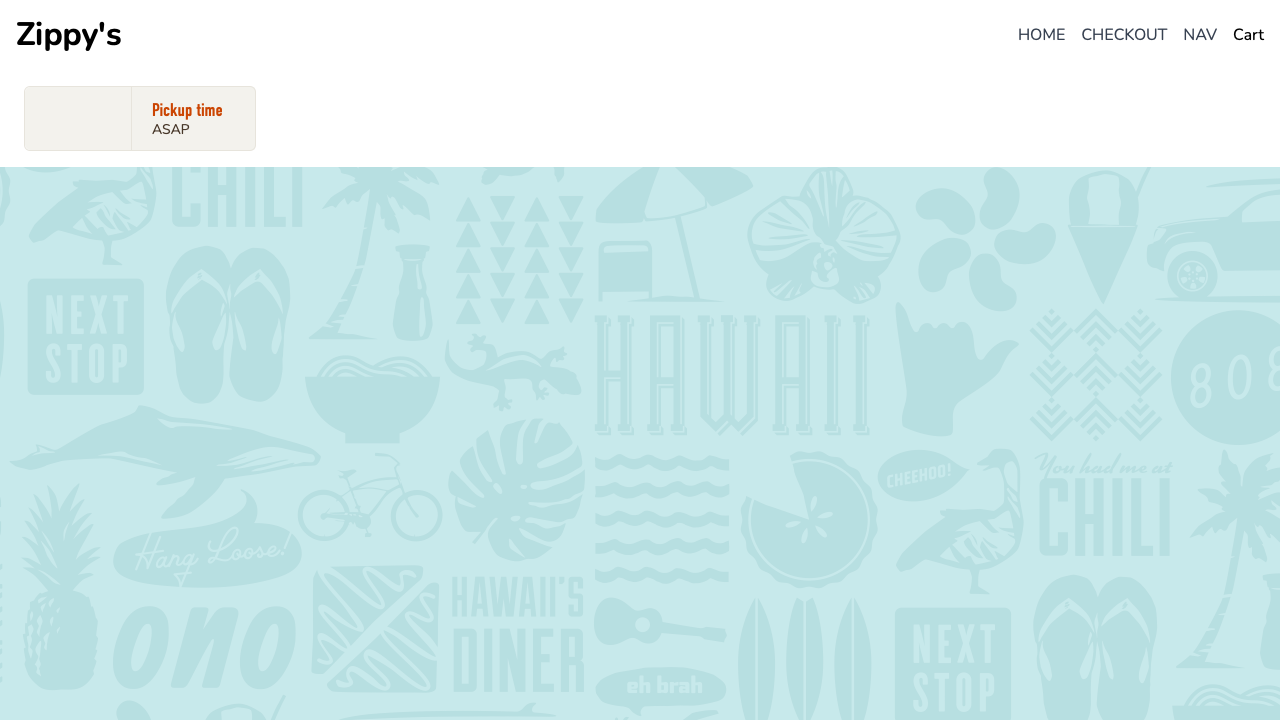 Zippy's
HOME CHECKOUT NAV Cart
Pickup time
ASAP
CHILI
NEXT
STOP
HAWAII
808
CHEEHOO!
You had me at
CHILI
Hang Loose!
HAWAII'S
DINER
ono
eh brah
NEXT
STOP